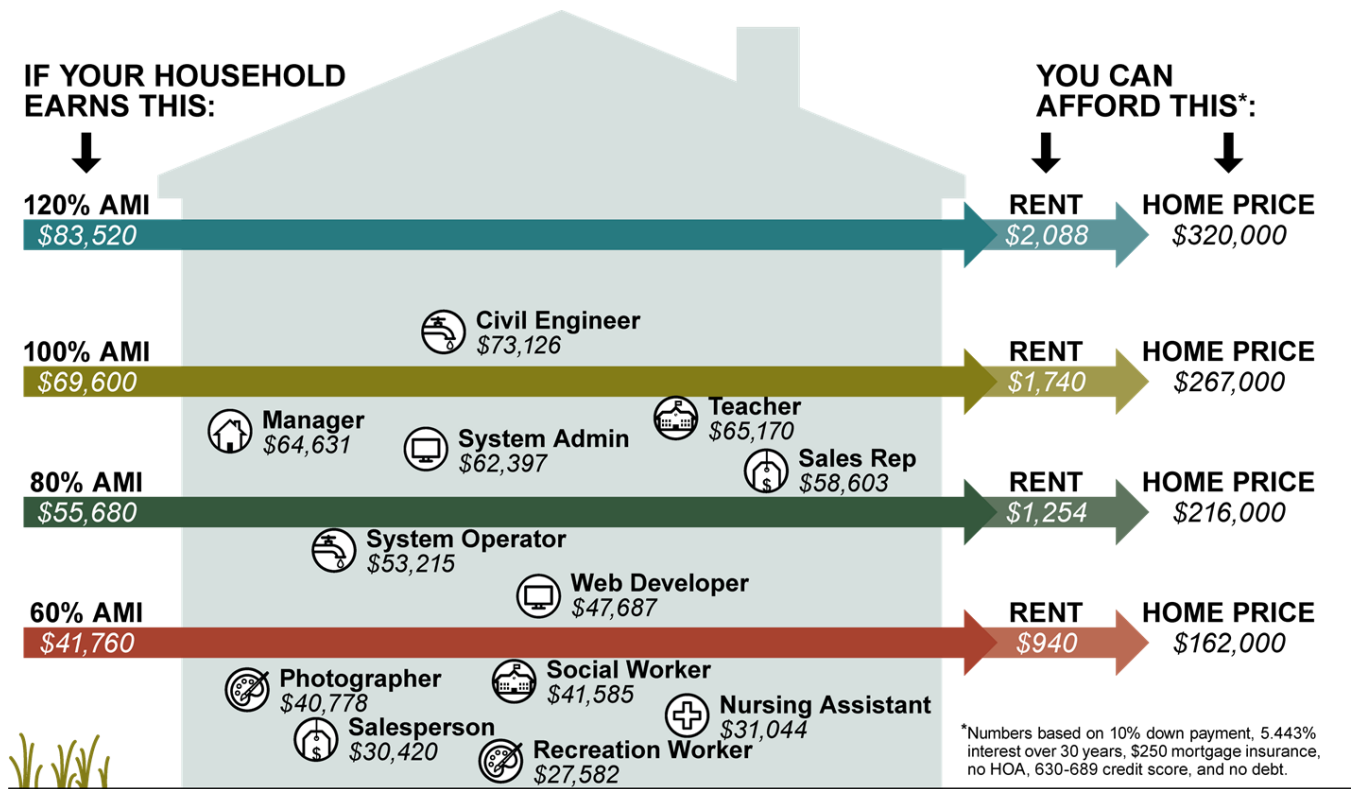 IF YOUR HOUSEHOLD
EARNS THIS:
YOU CAN
AFFORD THIS*:
120% AMI
$83,520
RENT
$2,088
HOME PRICE
$320,000
Civil Engineer
$73,126
100% AMI
$69,600
RENT
$1,740
HOME PRICE
$267,000
Manager
$64,631
System Admin
$62,397
Teacher
$65,170
Sales Rep
$58,603
80% AMI
$55,680
RENT
$1,254
HOME PRICE
$216,000
System Operator
$53,215
Web Developer
$47,687
60% AMI
$41,760
RENT
$940
HOME PRICE
$162,000
Photographer
$40,778
Social Worker
$41,585
Nursing Assistant
$31,044
Salesperson
$30,420
Recreation Worker
$27,582
*Numbers based on 10% down payment, 5.443%
interest over 30 years, $250 mortgage insurance,
no HOA, 630-689 credit score, and no debt.